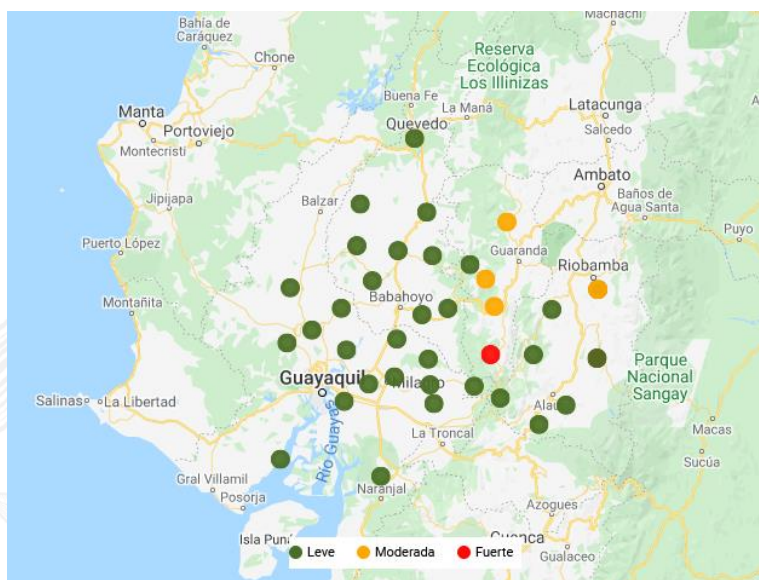 Machachi
Bahía de
Caráquez
Chone
Reserva
Ecológica
Los Illinizas
Buena Fe
La Maná
Latacunga
Manta
Portoviejo
Quevedo
Salcedo
Montecristi
Ambato
Jipijapa
Balzar
Baños de
Agua Santa
Puyo
Puerto López
Guaranda
Riobamba
Montañita
Babahoyo
Parque
Nacional
Sangay
Guayaquil
Milagro
Salinas
La Libertad
Alausí
Macas
Río Guayas
La Troncal
Sucúa
Gral Villamil
Posorja
Naranjal
Azogues
Isla Puná
Cuenca
Gualaceo
Leve
Moderada
Fuerte